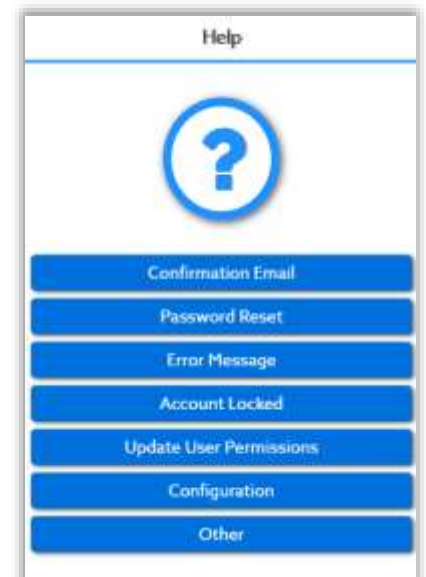 Help
?
Confirmation Email
Password Reset
Error Message
Account Locked
Update User Permissions
Configuration
Other